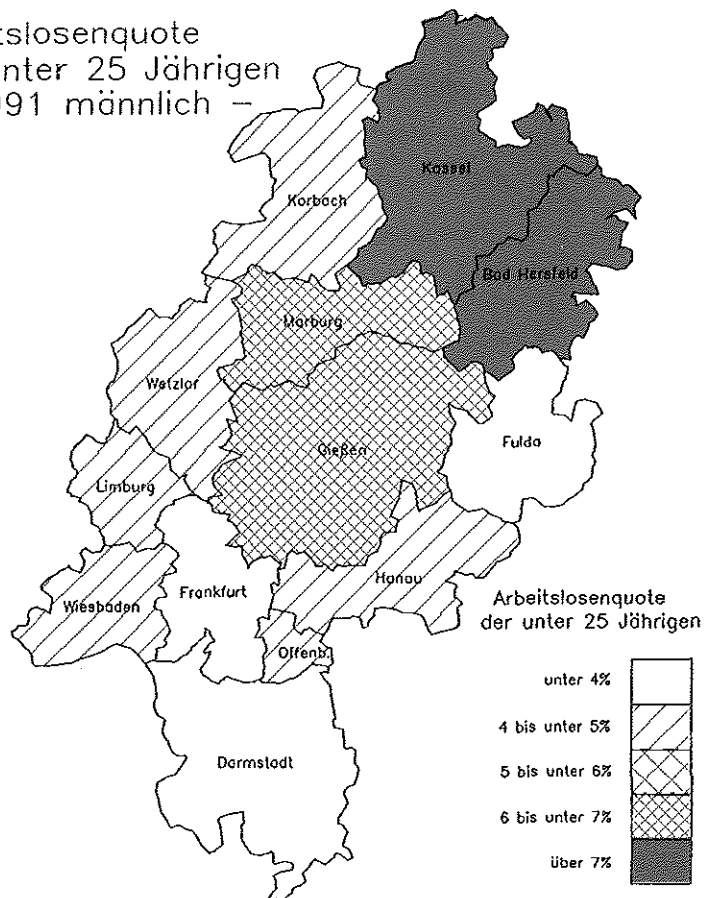 tslosenquote
nter 25 Jährigen
991 männlich –
Kassel
Korbach
Bad Hersfeld
Marburg
Wetzlar
Gießen
Fulda
Limburg
Hanau
Frankfurt
Wiesbaden
Offenb.
Darmstadt
Arbeitslosenquote
der unter 25 Jährigen
unter 4%
4 bis unter 5%
5 bis unter 6%
6 bis unter 7%
über 7%